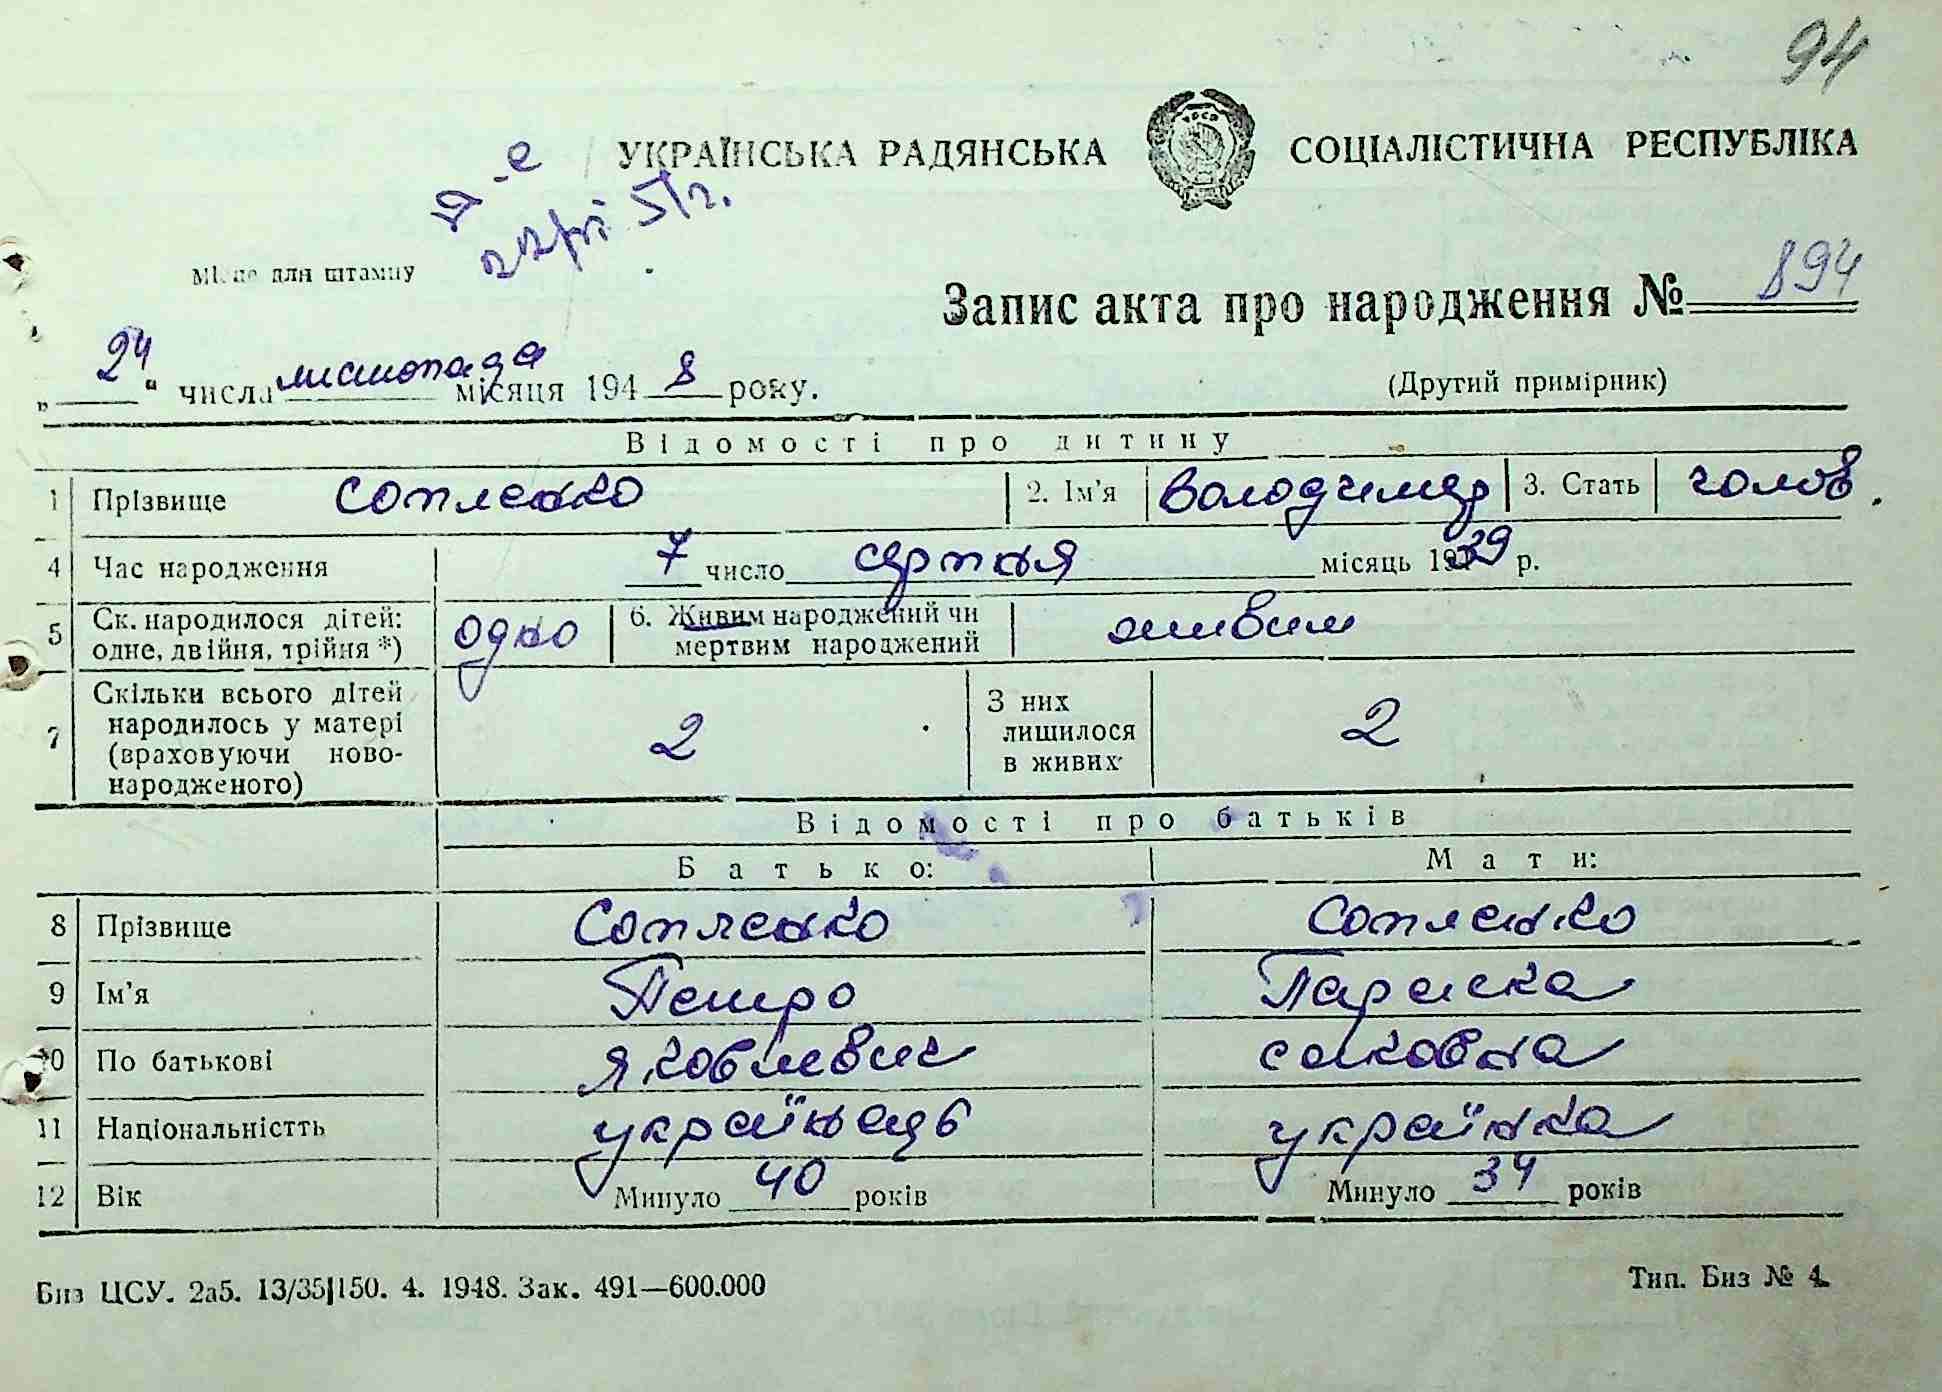 94
УКРАЇНСЬКА РАДЯНСЬКА СОЦІАЛІСТИЧНА РЕСПУБЛІКА
Місце для штампу
Запис акта про народження № 894
„24“ числа листопада місяця 1948 року.
(Другий примірник)
Відомості про дитину
1 Прізвище Сотленко 2. Ім'я Володимер 3. Стать чолов.
4 Час народження 7 число серпня місяць 1939 р.
5 Ск. народилося дітей: одне, двійня, трійня *) одно 6. Живим народжений чи мертвим народжений живим
7 Скільки всього дітей народилось у матері (враховуючи новонародженого) 2 З них лишилося в живих 2
Відомості про батьків
Батько: Мати:
8 Прізвище Сотленко Сотленко
9 Ім'я Петро Параска
10 По батькові Яковлевич
11 Національністть українець українка
12 Вік Минуло 40 років Минуло 34 років
Биз ЦСУ. 2а5. 13/35|150. 4. 1948. Зак. 491—600.000 Тип. Биз № 4.